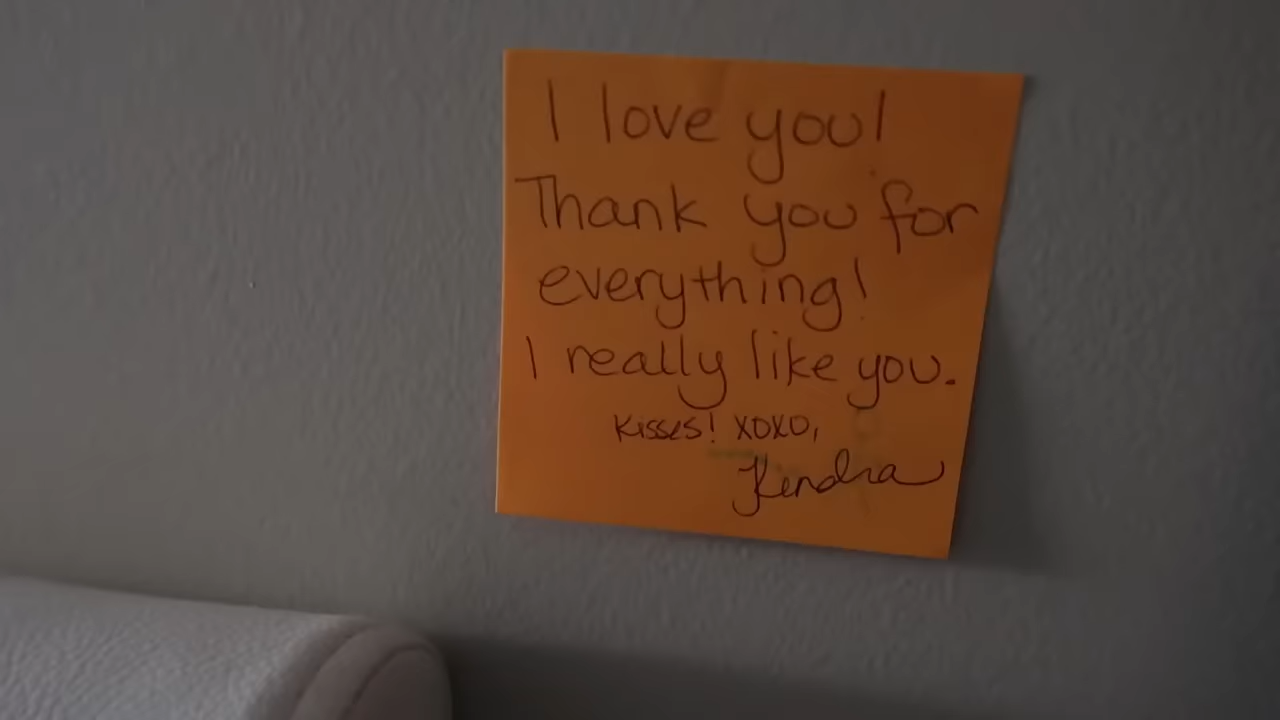 I love you!
Thank you for
everything!
I really like you.
Kisses! XOXO,
Kendra